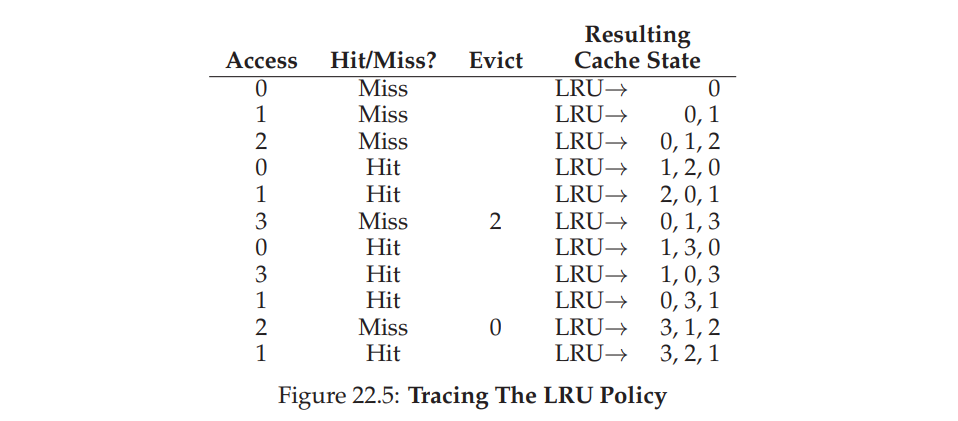 Resulting
Access Hit/Miss? Evict Cache State
0 Miss LRU→ 0
1 Miss LRU→ 0, 1
2 Miss LRU→ 0, 1, 2
0 Hit LRU→ 1, 2, 0
1 Hit LRU→ 2, 0, 1
3 Miss 2 LRU→ 0, 1, 3
0 Hit LRU→ 1, 3, 0
3 Hit LRU→ 1, 0, 3
1 Hit LRU→ 0, 3, 1
2 Miss 0 LRU→ 3, 1, 2
1 Hit LRU→ 3, 2, 1
Figure 22.5: Tracing The LRU Policy